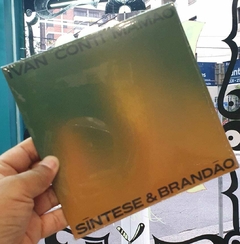 IVAN 'CONTI' MAMÃO
SÍNTESE & BRANDÃO